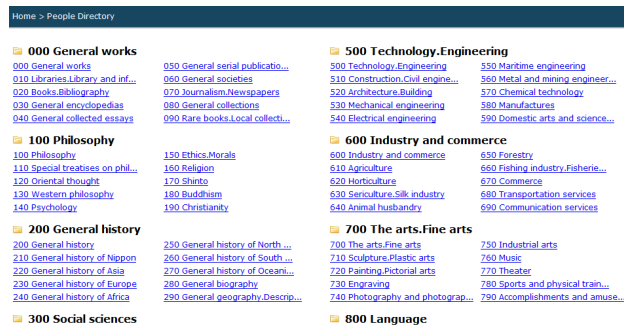 Home > People Directory
000 General works
000 General works
050 General serial publicatio...
010 Libraries.Library and inf...
060 General societies
020 Books.Bibliography
070 Journalism.Newspapers
030 General encyclopedias
080 General collections
040 General collected essays
090 Rare books.Local collecti...
100 Philosophy
100 Philosophy
150 Ethics.Morals
110 Special treatises on phil...
160 Religion
120 Oriental thought
170 Shinto
130 Western philosophy
180 Buddhism
140 Psychology
190 Christianity
200 General history
200 General history
250 General history of North ...
210 General history of Nippon
260 General history of South ...
220 General history of Asia
270 General history of Oceani...
230 General history of Europe
280 General biography
240 General history of Africa
290 General geography.Descrip...
300 Social sciences
500 Technology.Engineering
500 Technology.Engineering
550 Maritime engineering
510 Construction.Civil engine...
560 Metal and mining engineer...
520 Architecture.Building
570 Chemical technology
530 Mechanical engineering
580 Manufactures
540 Electrical engineering
590 Domestic arts and science...
600 Industry and commerce
600 Industry and commerce
650 Forestry
610 Agriculture
660 Fishing industry.Fisherie...
620 Horticulture
670 Commerce
630 Sericulture.Silk industry
680 Transportation services
640 Animal husbandry
690 Communication services
700 The arts.Fine arts
700 The arts.Fine arts
750 Industrial arts
710 Sculpture.Plastic arts
760 Music
720 Painting.Pictorial arts
770 Theater
730 Engraving
780 Sports and physical train...
740 Photography and photograp...
790 Accomplishments and amuse...
800 Language